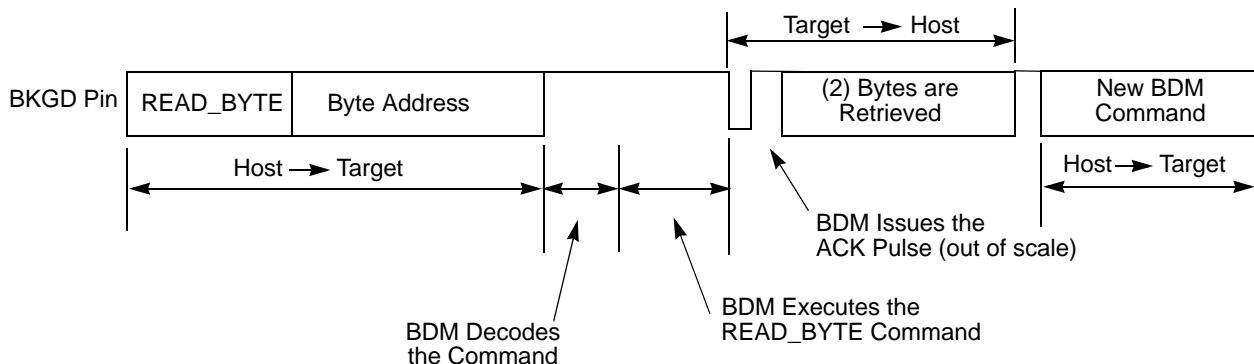 Target → Host
BKGD Pin
READ_BYTE
Byte Address
(2) Bytes are
Retrieved
New BDM
Command
Host → Target
Host → Target
BDM Issues the
ACK Pulse (out of scale)
BDM Executes the
READ_BYTE Command
BDM Decodes
the Command